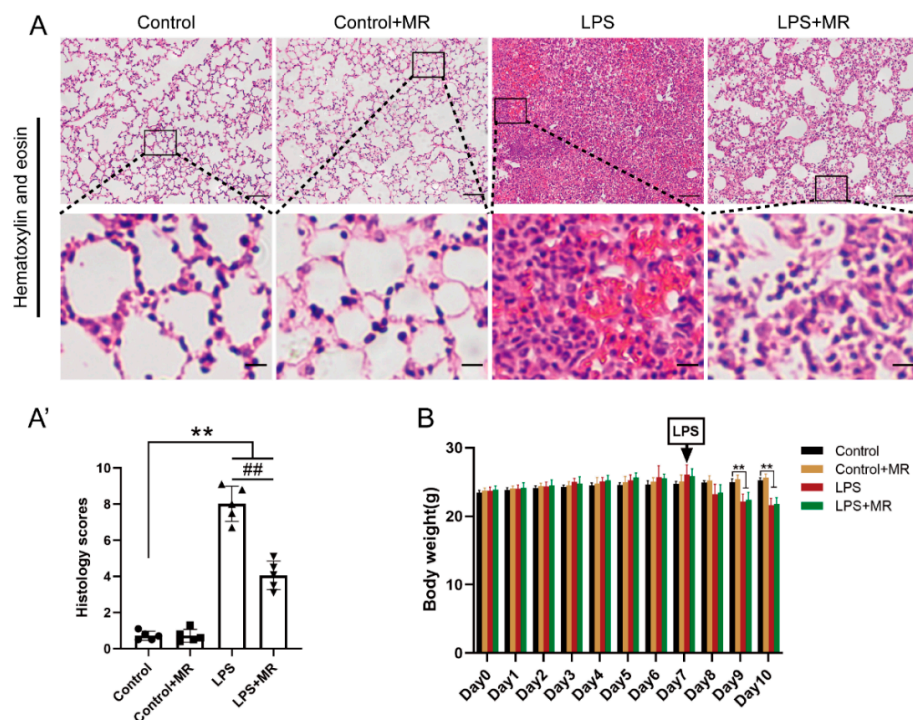 A
Control
Control+MR
LPS
LPS+MR
Hematoxylin and eosin
A'
**
##
Histology scores
10
8
6
4
2
0
Control
Control+MR
LPS
LPS+MR
B
LPS
Body weight(g)
30
20
10
0
**
**
Control
Control+MR
LPS
LPS+MR
Day0
Day1
Day2
Day3
Day4
Day5
Day6
Day7
Day8
Day9
Day10